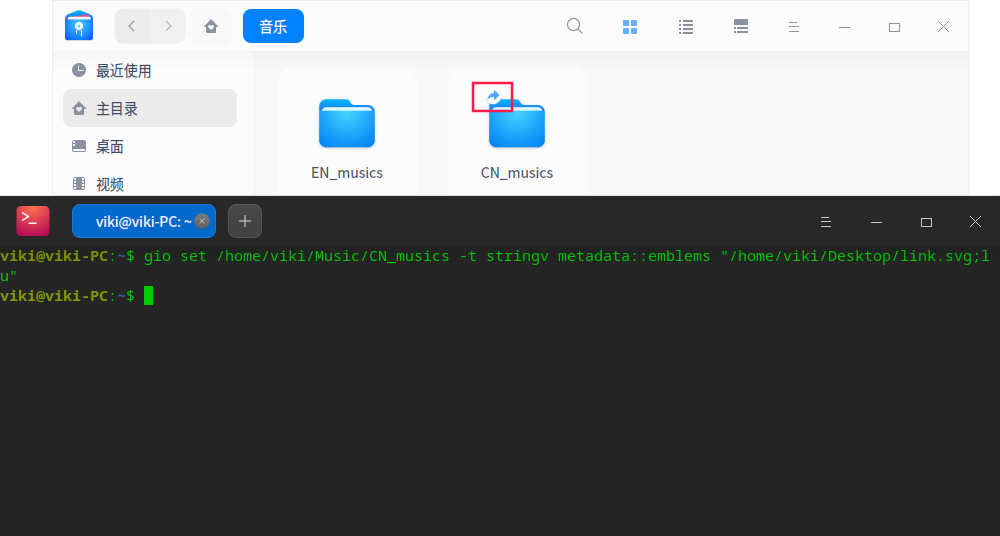 音乐
最近使用
主目录
桌面
视频
EN_musics
CN_musics
viki@viki-PC: ~
viki@viki-PC:~$ gio set /home/viki/Music/CN_musics -t stringv metadata::emblems "/home/viki/Desktop/link.svg;l
u"
viki@viki-PC:~$